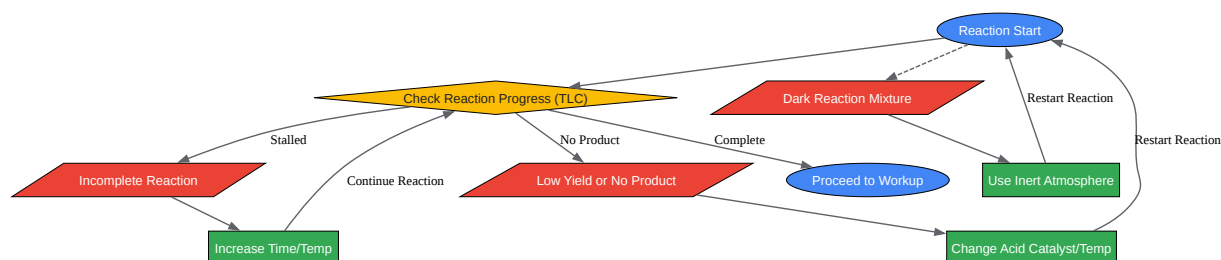 Reaction Start
Check Reaction Progress (TLC)
Dark Reaction Mixture
Restart Reaction
Stalled
No Product
Complete
Restart Reaction
Incomplete Reaction
Continue Reaction
Low Yield or No Product
Proceed to Workup
Use Inert Atmosphere
Increase Time/Temp
Change Acid Catalyst/Temp